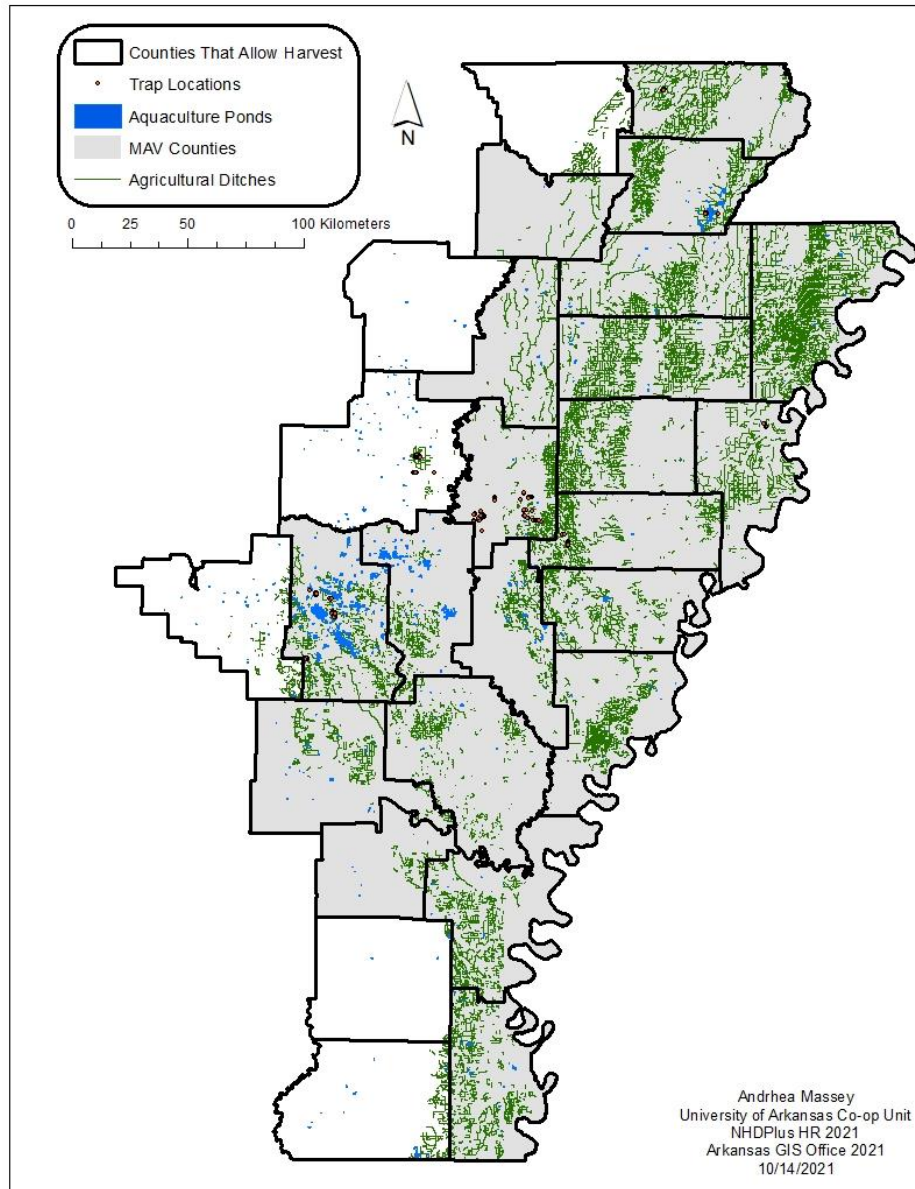 Counties That Allow Harvest
Trap Locations
Aquaculture Ponds
MAV Counties
Agricultural Ditches
N
0 25 50 100 Kilometers
Andrhea Massey
University of Arkansas Co-op Unit
NHDPlus HR 2021
Arkansas GIS Office 2021
10/14/2021